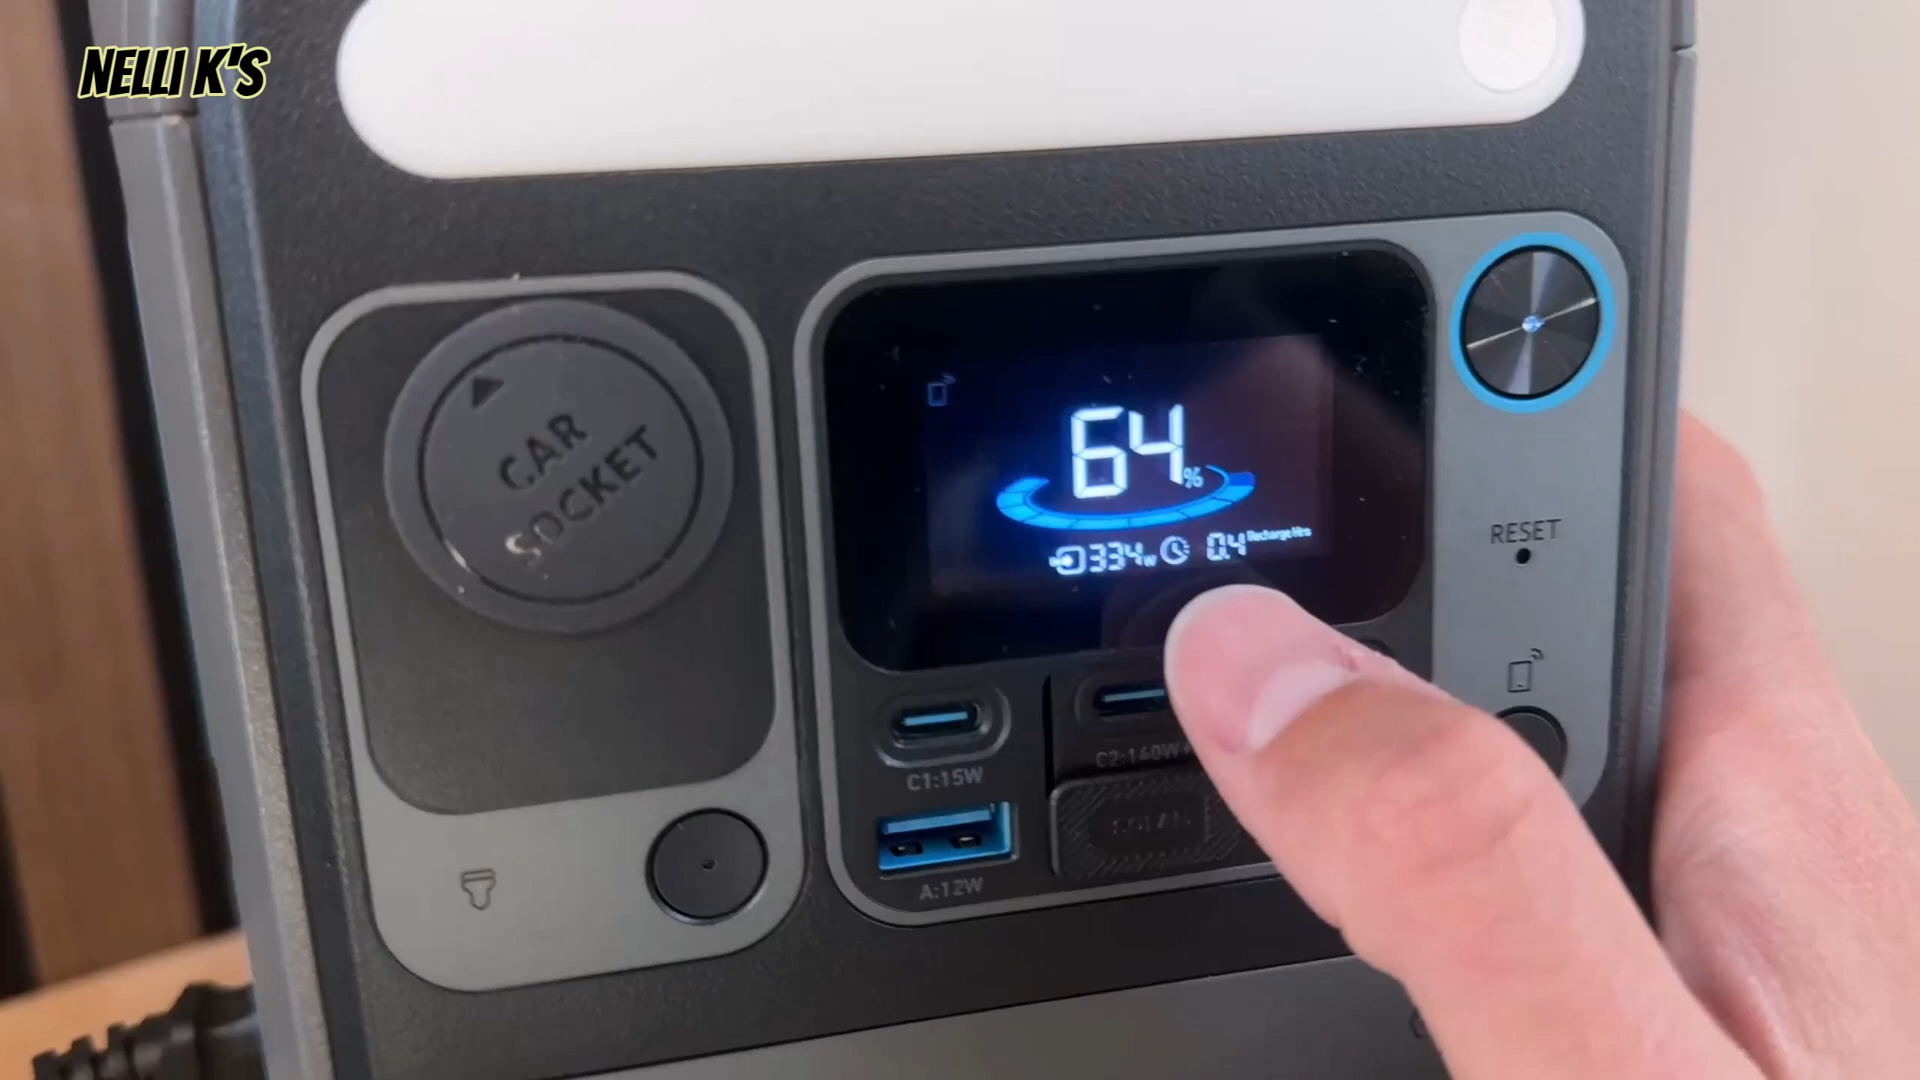 NELLI K'S
CAR
SOCKET
64%
334W 0.4 Recharge Hrs
RESET
C1:15W
C2:140W
A:12W
SOLAR